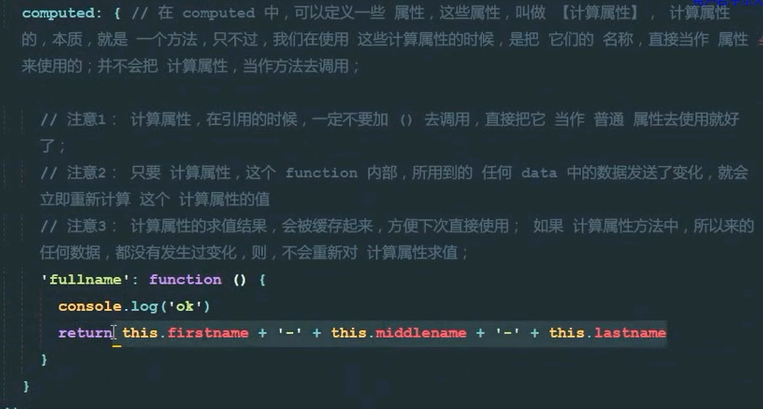 computed: { // 在 computed 中，可以定义一些 属性，这些属性，叫做 【计算属性】， 计算属性
的，本质，就是 一个方法，只不过，我们在使用 这些计算属性的时候，是把 它们的 名称，直接当作 属性
来使用的；并不会把 计算属性，当作方法去调用；
// 注意1： 计算属性，在引用的时候，一定不要加 () 去调用，直接把它 当作 普通 属性去使用就好
了；
// 注意2： 只要 计算属性，这个 function 内部，所用到的 任何 data 中的数据发送了变化，就会
立即重新计算 这个 计算属性的值
// 注意3： 计算属性的求值结果，会被缓存起来，方便下次直接使用； 如果 计算属性方法中，所以来的
任何数据，都没有发生过变化，则，不会重新对 计算属性求值；
'fullname': function () {
console.log('ok')
return this.firstname + '-' + this.middlename + '-' + this.lastname
}
}